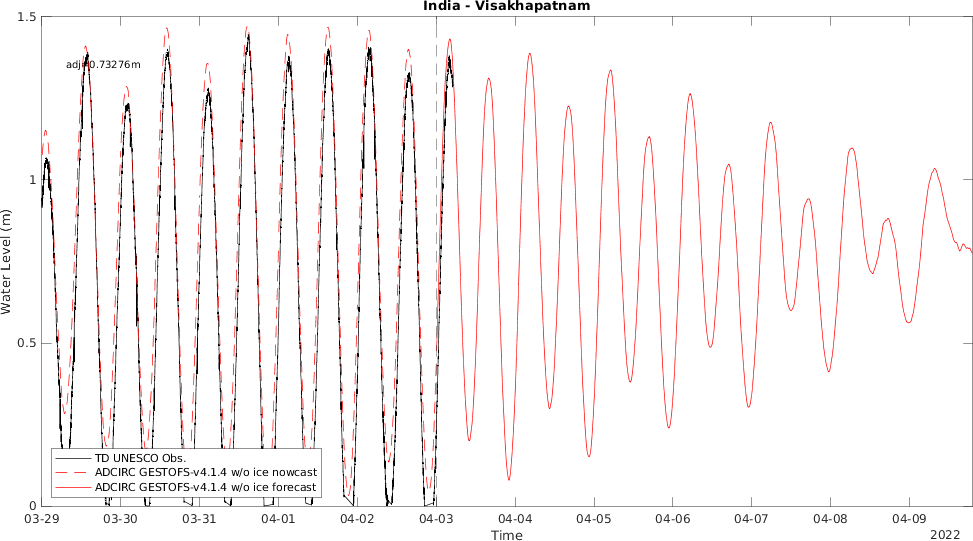 India - Visakhapatnam
1.5
adj=0.73276m
1
Water Level (m)
0.5
TD UNESCO Obs.
ADCIRC GESTOFS-v4.1.4 w/o ice nowcast
ADCIRC GESTOFS-v4.1.4 w/o ice forecast
0
03-29 03-30 03-31 04-01 04-02 04-03 04-04 04-05 04-06 04-07 04-08 04-09
Time
2022